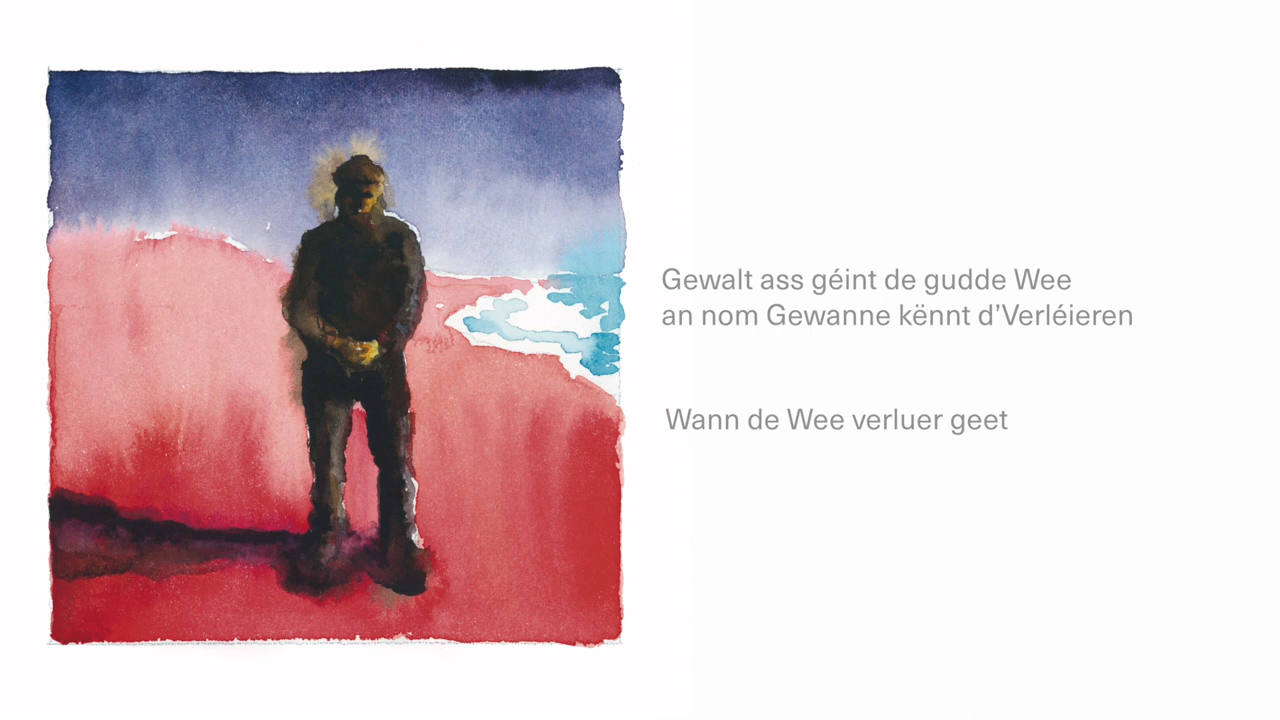 Gewalt ass géint de gudde Wee
an nom Gewanne kënnt d’Verléieren
Wann de Wee verluer geet